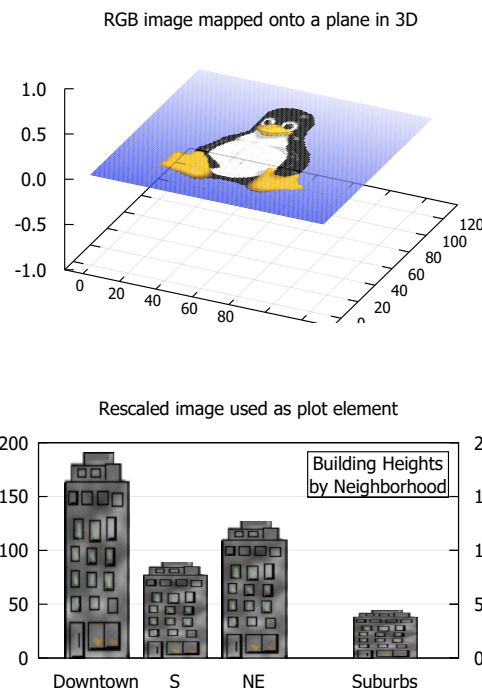 RGB image mapped onto a plane in 3D
1.0
0.5
0.0
-0.5
-1.0
0 20 40 60 80
0 20 40 60 80 100 120
Rescaled image used as plot element
Building Heights
by Neighborhood
200
150
100
50
0
Downtown S NE Suburbs